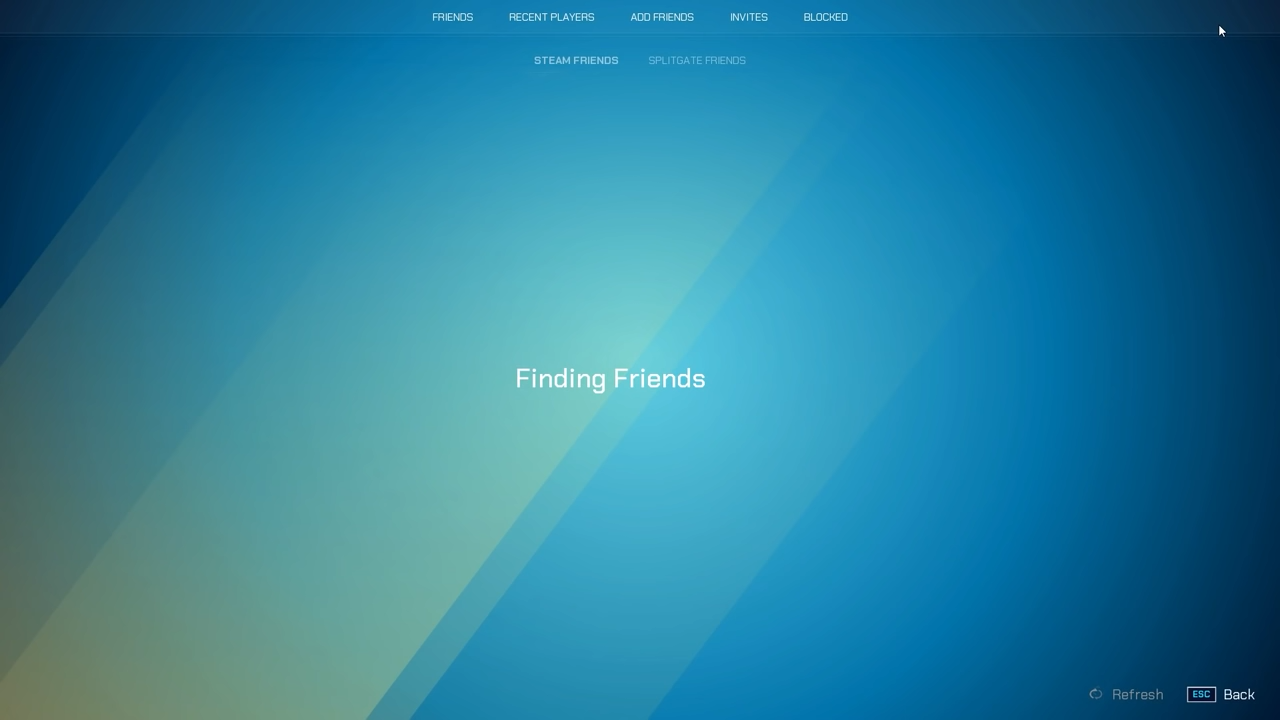 FRIENDS RECENT PLAYERS ADD FRIENDS INVITES BLOCKED
STEAM FRIENDS SPLITGATE FRIENDS
Finding Friends
Refresh ESC Back